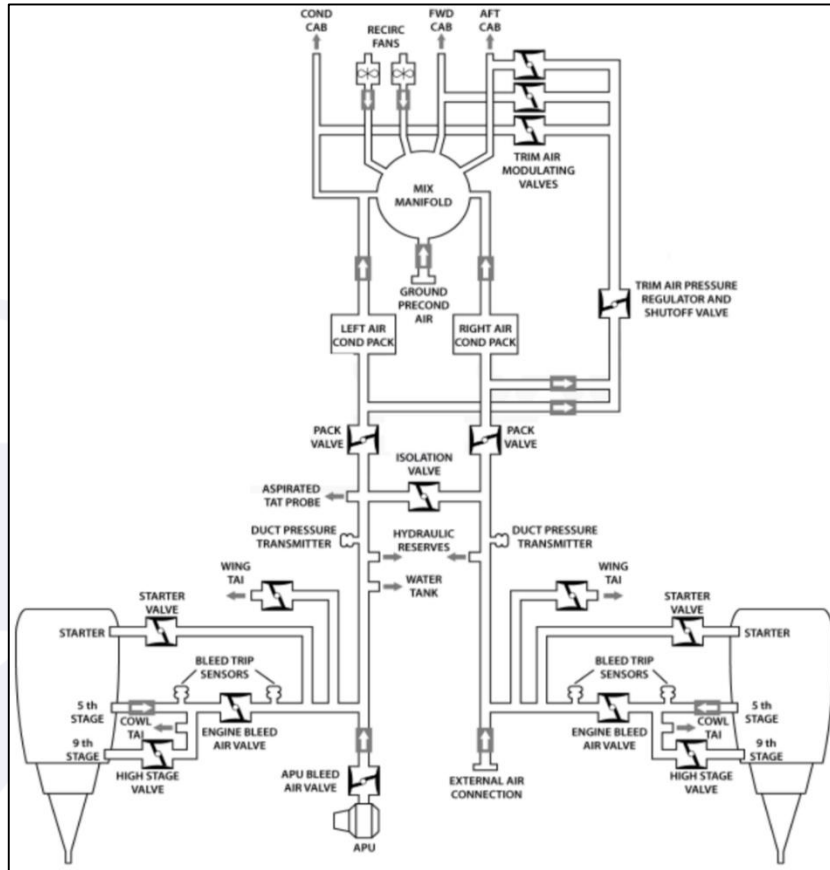 COND
CAB
RECIRC
FANS
FWD
CAB
AFT
CAB
TRIM AIR
MODULATING
VALVES
MIX
MANIFOLD
GROUND
PRECOND
AIR
TRIM AIR PRESSURE
REGULATOR AND
SHUTOFF VALVE
LEFT AIR
COND PACK
RIGHT AIR
COND PACK
PACK
VALVE
PACK
VALVE
ISOLATION
VALVE
ASPIRATED
TAT PROBE
DUCT PRESSURE
TRANSMITTER
HYDRAULIC
RESERVES
DUCT PRESSURE
TRANSMITTER
WING
TAI
WATER
TANK
WING
TAI
STARTER
VALVE
STARTER
VALVE
STARTER
STARTER
BLEED TRIP
SENSORS
BLEED TRIP
SENSORS
5 th
STAGE
COWL
TAI
ENGINE BLEED
AIR VALVE
ENGINE BLEED
AIR VALVE
COWL
TAI
5 th
STAGE
9 th
STAGE
HIGH STAGE
VALVE
HIGH STAGE
VALVE
9 th
STAGE
APU BLEED
AIR VALVE
EXTERNAL AIR
CONNECTION
APU